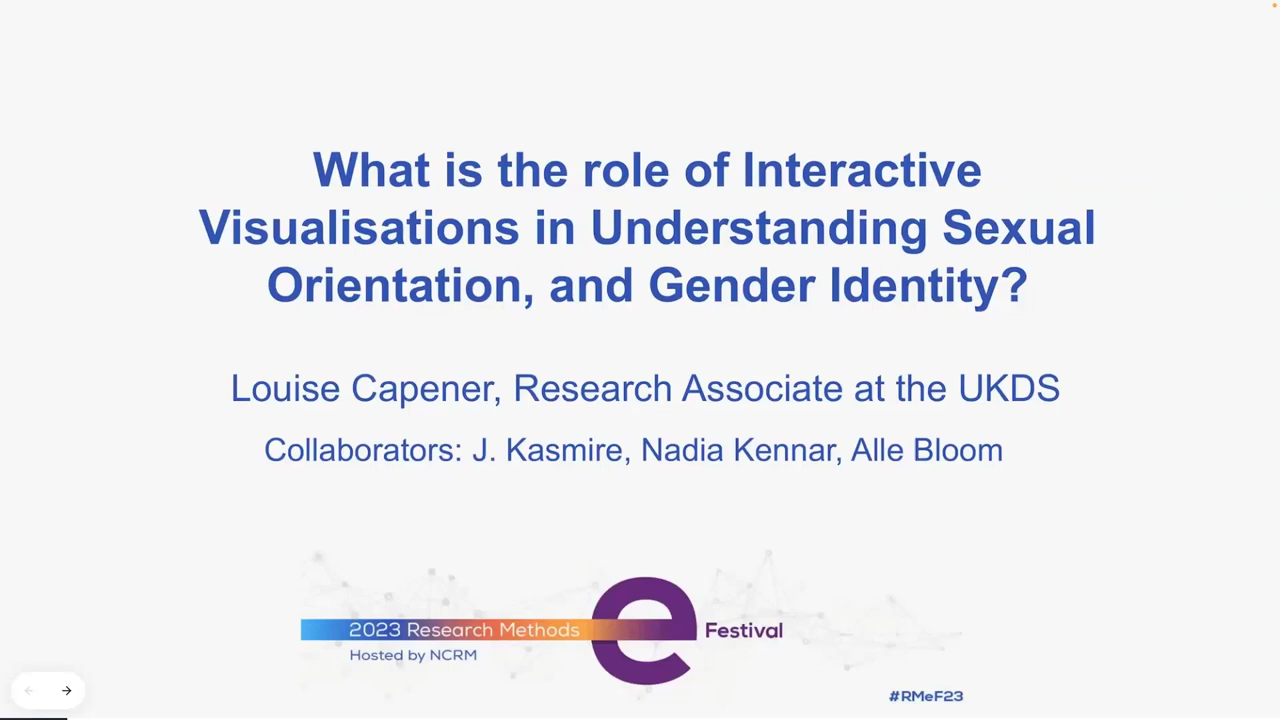 What is the role of Interactive
Visualisations in Understanding Sexual
Orientation, and Gender Identity?
Louise Capener, Research Associate at the UKDS
Collaborators: J. Kasmire, Nadia Kennar, Alle Bloom
2023 Research Methods e Festival
Hosted by NCRM
#RMeF23